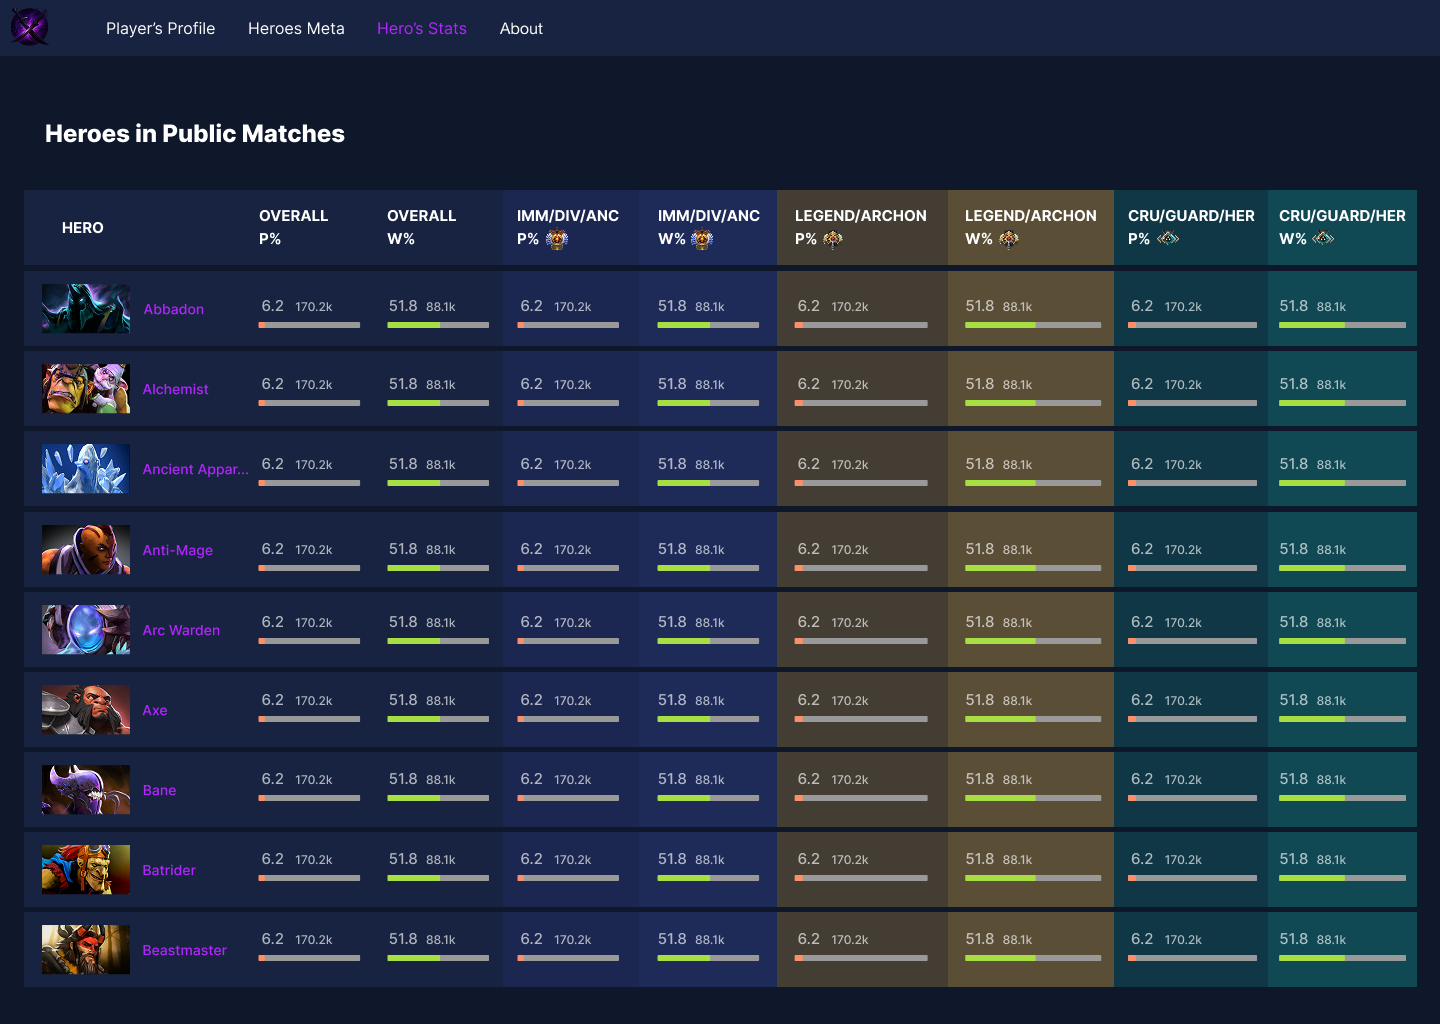 Player’s Profile Heroes Meta Hero’s Stats About
Heroes in Public Matches
HERO
OVERALL
P%
OVERALL
W%
IMM/DIV/ANC
P%
IMM/DIV/ANC
W%
LEGEND/ARCHON
P%
LEGEND/ARCHON
W%
CRU/GUARD/HER
P%
CRU/GUARD/HER
W%
Abbadon 6.2 170.2k 51.8 88.1k 6.2 170.2k 51.8 88.1k 6.2 170.2k 51.8 88.1k 6.2 170.2k 51.8 88.1k
Alchemist 6.2 170.2k 51.8 88.1k 6.2 170.2k 51.8 88.1k 6.2 170.2k 51.8 88.1k 6.2 170.2k 51.8 88.1k
Ancient Appar... 6.2 170.2k 51.8 88.1k 6.2 170.2k 51.8 88.1k 6.2 170.2k 51.8 88.1k 6.2 170.2k 51.8 88.1k
Anti-Mage 6.2 170.2k 51.8 88.1k 6.2 170.2k 51.8 88.1k 6.2 170.2k 51.8 88.1k 6.2 170.2k 51.8 88.1k
Arc Warden 6.2 170.2k 51.8 88.1k 6.2 170.2k 51.8 88.1k 6.2 170.2k 51.8 88.1k 6.2 170.2k 51.8 88.1k
Axe 6.2 170.2k 51.8 88.1k 6.2 170.2k 51.8 88.1k 6.2 170.2k 51.8 88.1k 6.2 170.2k 51.8 88.1k
Bane 6.2 170.2k 51.8 88.1k 6.2 170.2k 51.8 88.1k 6.2 170.2k 51.8 88.1k 6.2 170.2k 51.8 88.1k
Batrider 6.2 170.2k 51.8 88.1k 6.2 170.2k 51.8 88.1k 6.2 170.2k 51.8 88.1k 6.2 170.2k 51.8 88.1k
Beastmaster 6.2 170.2k 51.8 88.1k 6.2 170.2k 51.8 88.1k 6.2 170.2k 51.8 88.1k 6.2 170.2k 51.8 88.1k